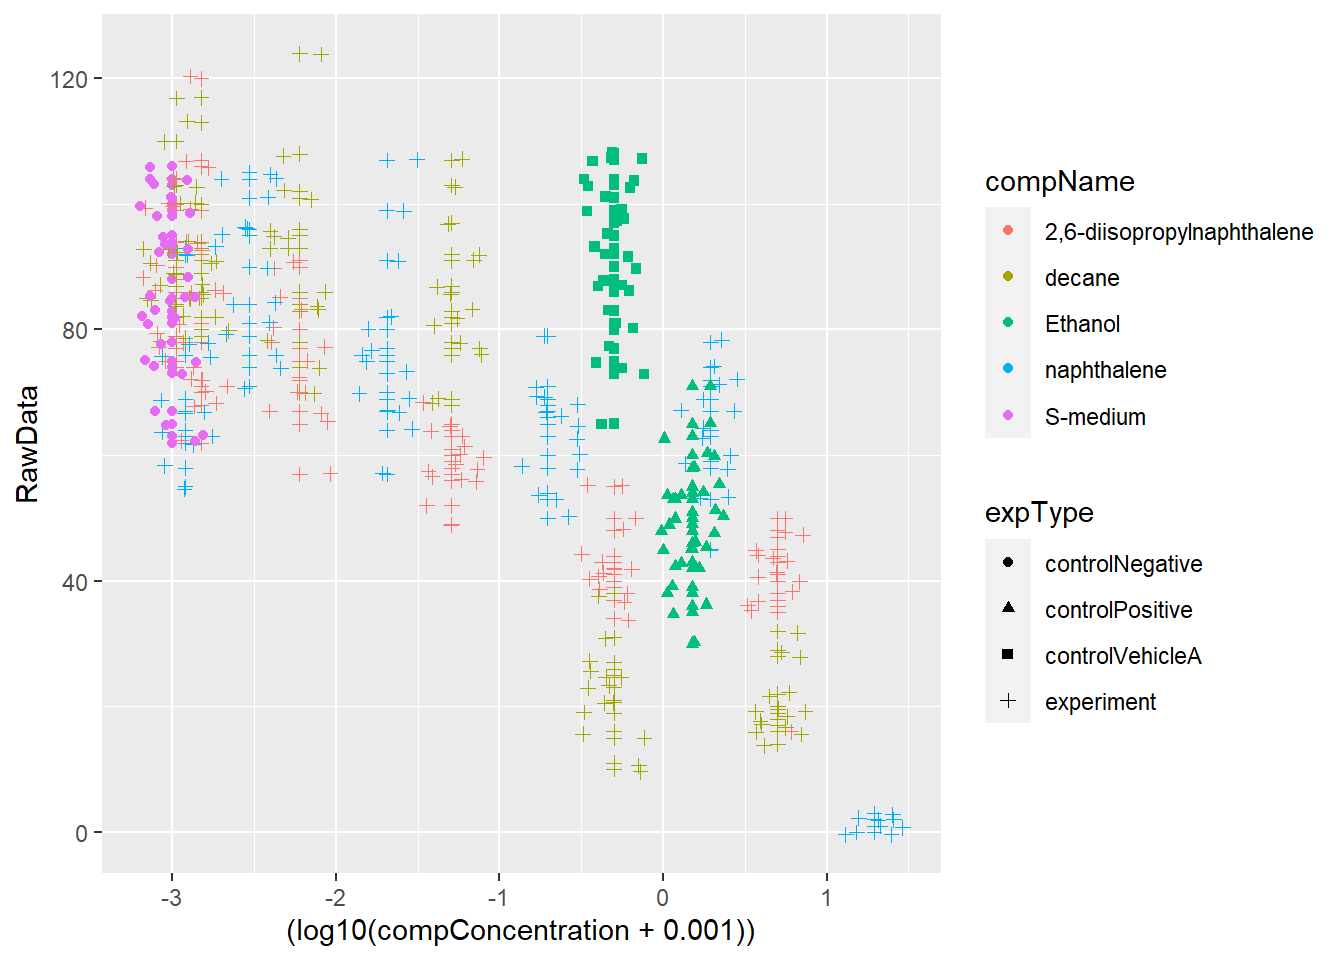 120
80
40
0
RawData
-3
-2
-1
0
1
(log10(compConcentration + 0.001))
compName
2,6-diisopropylnaphthalene
decane
Ethanol
naphthalene
S-medium
expType
controlNegative
controlPositive
controlVehicleA
experiment